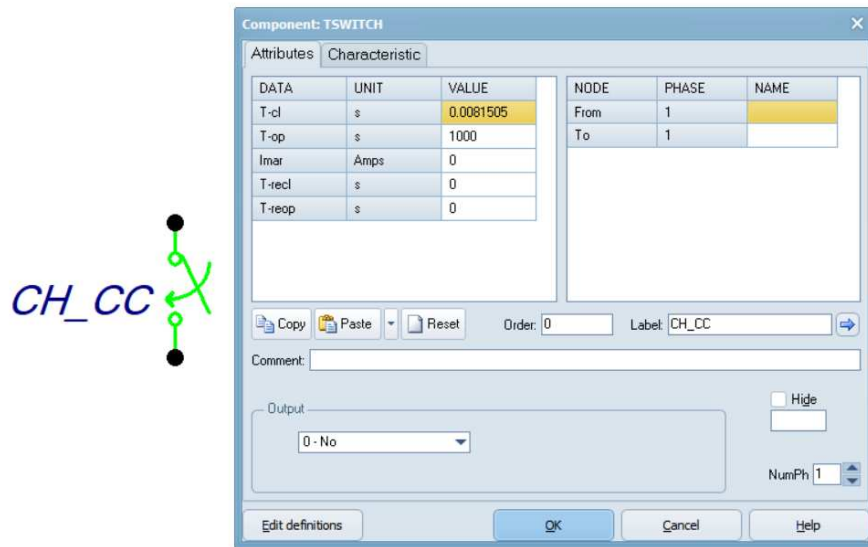 Component: TSWITCH
Attributes Characteristic
DATA UNIT VALUE
T-cl s 0.0081505
T-op s 1000
Imar Amps 0
T-recl s 0
T-reop s 0
NODE PHASE NAME
From 1
To 1
CH_CC
Copy Paste Reset Order: 0 Label: CH_CC
Comment:
Output
0 - No
Hide
NumPh 1
Edit definitions OK Cancel Help